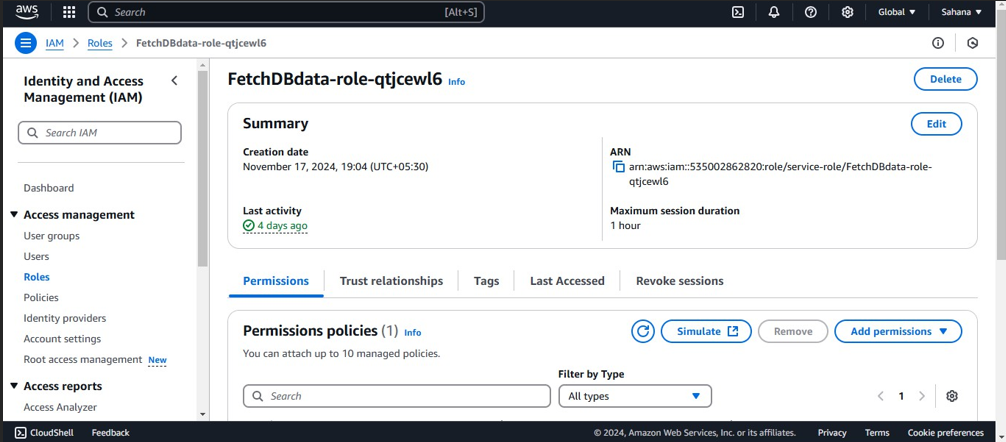 aws
Search [Alt+S] Global Sahana
IAM > Roles > FetchDBdata-role-qtjcewl6
Identity and Access
Management (IAM)
Search IAM
Dashboard
Access management
User groups
Users
Roles
Policies
Identity providers
Account settings
Root access management New
Access reports
Access Analyzer
FetchDBdata-role-qtjcewl6 Info
Delete
Summary
Edit
Creation date
November 17, 2024, 19:04 (UTC+05:30)
ARN
arn:aws:iam::535002862820:role/service-role/FetchDBdata-role-
qtjcewl6
Last activity
4 days ago
Maximum session duration
1 hour
Permissions Trust relationships Tags Last Accessed Revoke sessions
Permissions policies (1) Info
Simulate Remove Add permissions
You can attach up to 10 managed policies.
Filter by Type
Search All types 1
CloudShell Feedback © 2024, Amazon Web Services, Inc. or its affiliates. Privacy Terms Cookie preferences